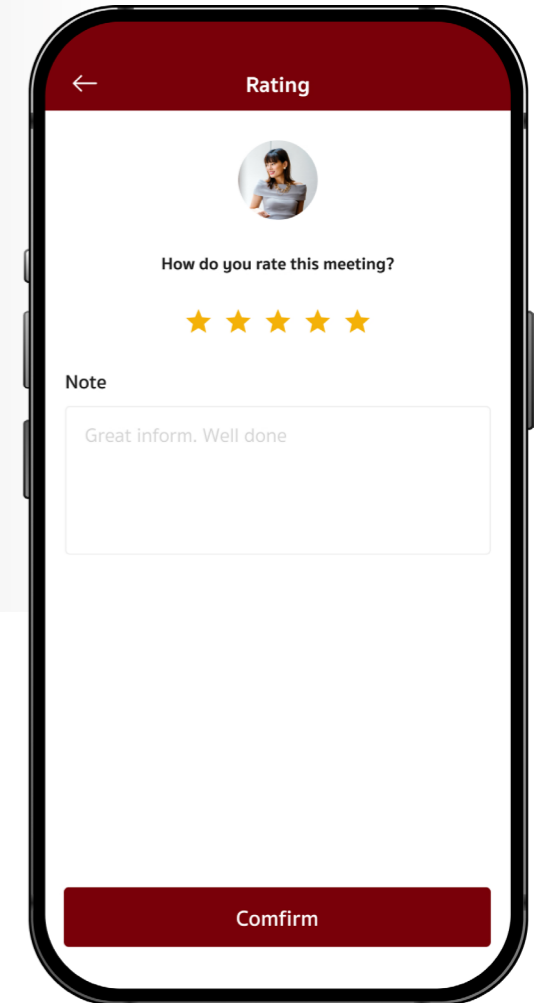 Rating
How do you rate this meeting?
Note
Great inform. Well done
Comfirm